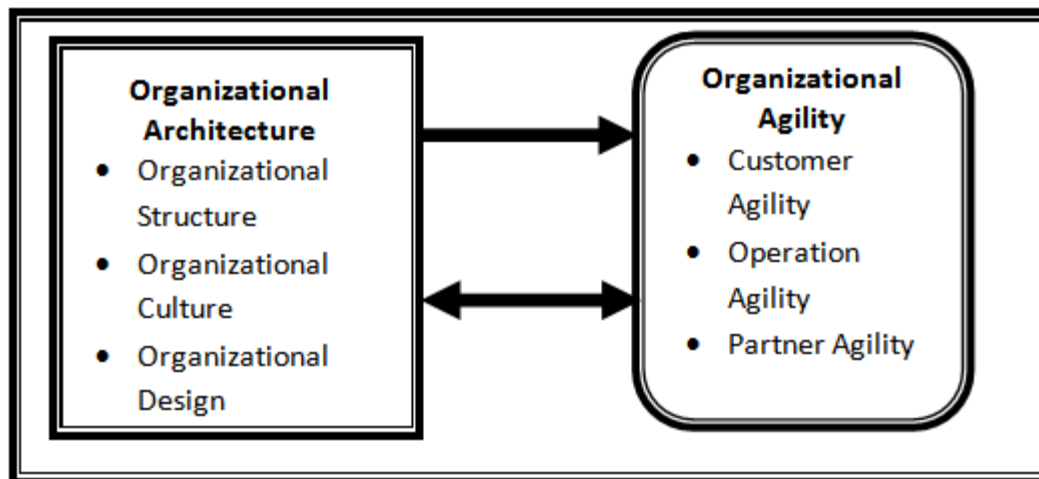 Organizational
Architecture
• Organizational
Structure
• Organizational
Culture
• Organizational
Design
Organizational
Agility
• Customer
Agility
• Operation
Agility
• Partner Agility